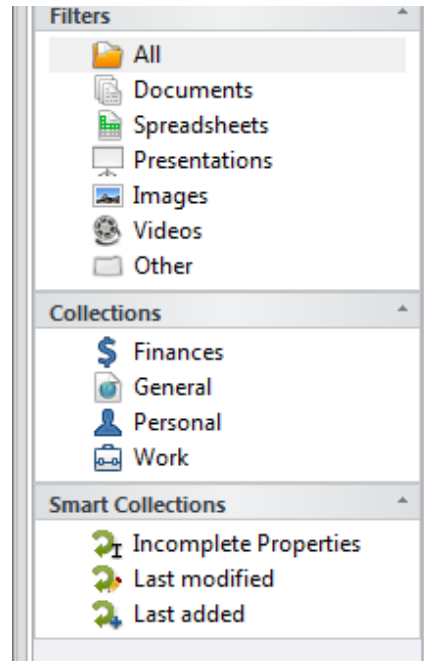 Filters
All
Documents
Spreadsheets
Presentations
Images
Videos
Other
Collections
Finances
General
Personal
Work
Smart Collections
Incomplete Properties
Last modified
Last added